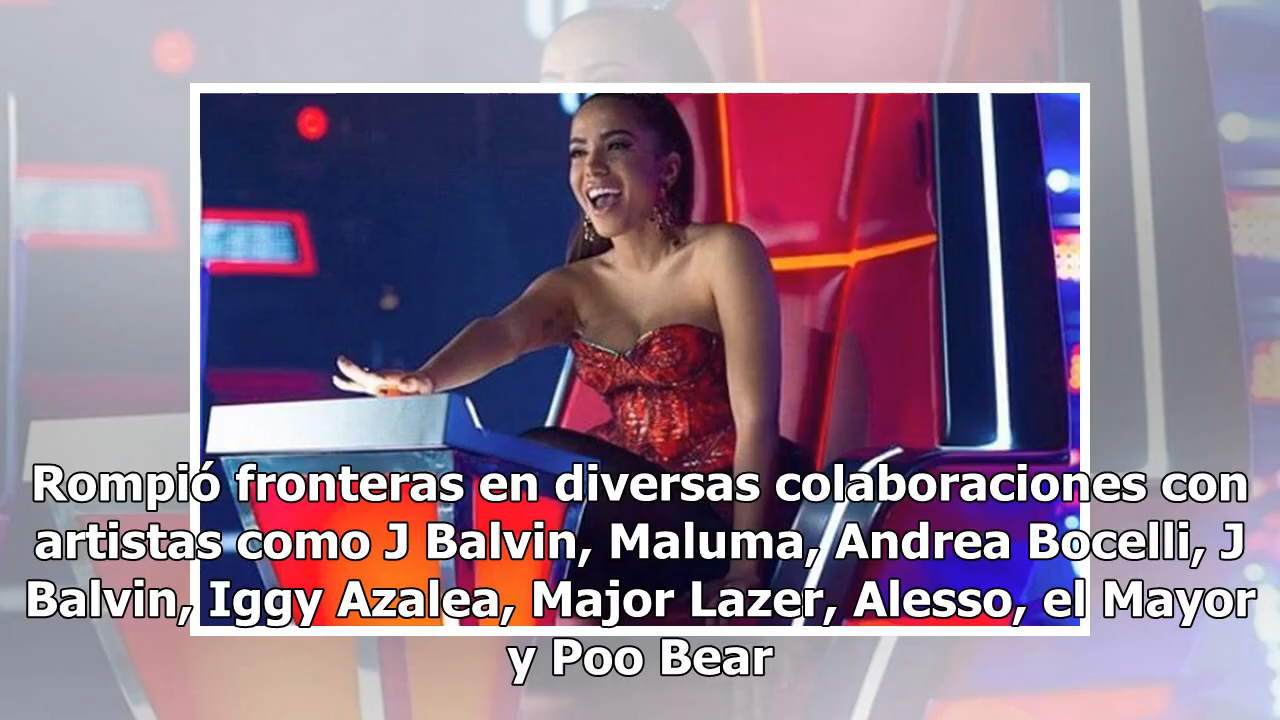 Rompió fronteras en diversas colaboraciones con
artistas como J Balvin, Maluma, Andrea Bocelli, J
Balvin, Iggy Azalea, Major Lazer, Alesso, el Mayor
y Poo Bear